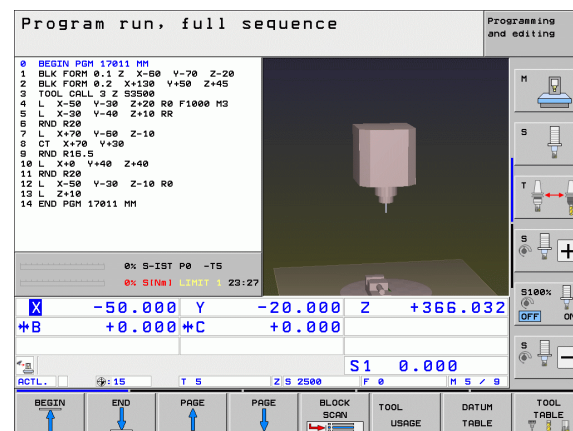 Program run, full sequence
Programming and editing
0 BEGIN PGM 17011 MM
1 BLK FORM 0.1 Z X-60 Y-70 Z-20
2 BLK FORM 0.2 X+130 Y+50 Z+45
3 TOOL CALL 3 Z S3500
4 L X-50 Y-30 Z+20 R0 F1000 M3
5 L X-30 Y-40 Z+10 RR
6 RND R20
7 L X+70 Y-60 Z-10
8 CT X+70 Y+30
9 RND R16.5
10 L X+0 Y+40 Z+40
11 RND R20
12 L X-50 Y-30 Z-10 R0
13 L Z+10
14 END PGM 17011 MM
0% S-IST P0 -T5
0% S[Nm] LIMIT 1 23:27
X -50.000 Y -20.000 Z +366.032
B +0.000 C +0.000
S1 0.000
ACTL. :15 T 5 Z S 2500 F 0 M 5 / 9
M
S
T
S +
S100%
OFF ON
S -
BEGIN END PAGE PAGE BLOCK SCAN TOOL USAGE DATUM TABLE TOOL TABLE